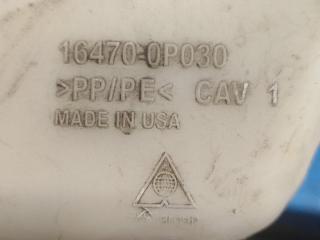 16470-0P030
>PP/PE< CAV 1
MADE IN USA